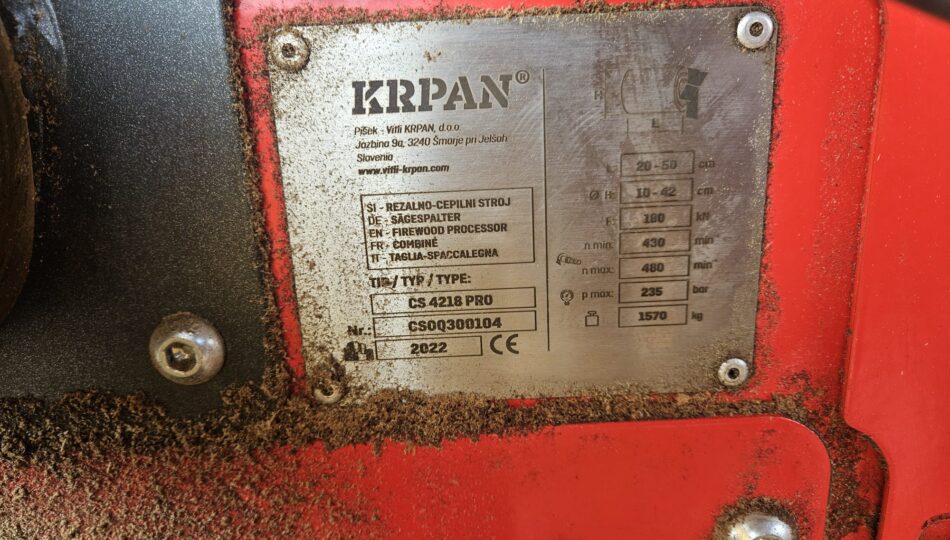 KRPAN®
Pišek - Vitli KRPAN, d.o.o.
Jazbina 9a, 3240 Šmarje pri Jelšah
Slovenia
www.vitli-krpan.com
SI - REZALNO-CEPILNI STROJ
DE - SÄGESPALTER
EN - FIREWOOD PROCESSOR
FR - COMBINÉ
IT - TAGLIA-SPACCALEGNA
TIP / TYP / TYPE:
CS 4218 PRO
Nr.: CS0Q300104
2022 CE
L
L: 20 - 50 cm
Ø H: 10 - 42 cm
F: 180 kN
n min: 430 min
n max: 480 min
p max: 235 bar
1570 kg